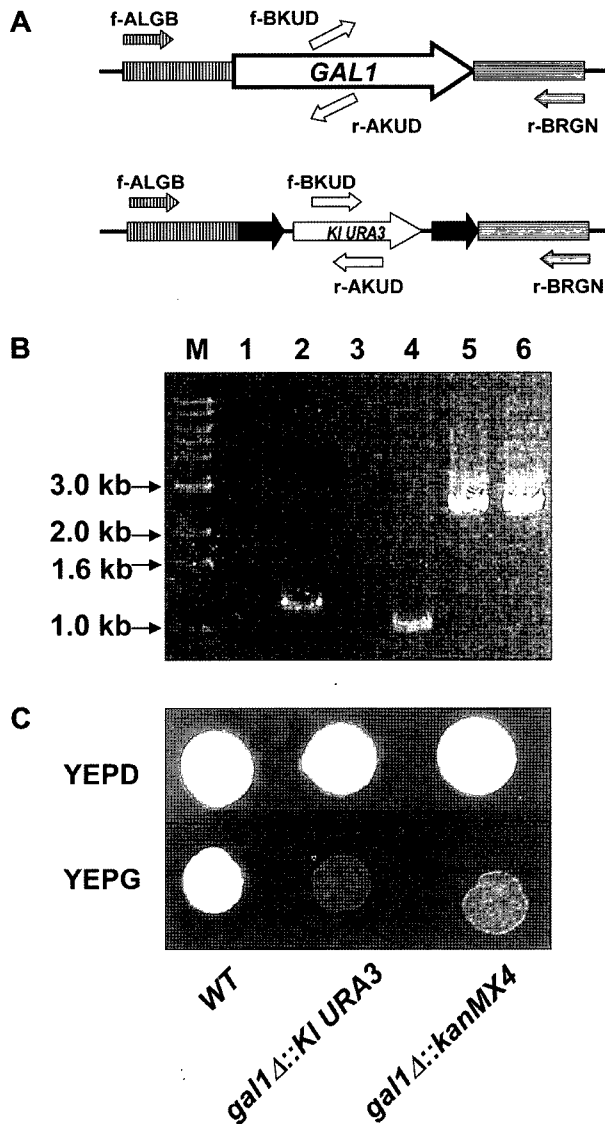 A
f-ALGB
f-BKUD
GAL1
r-AKUD
r-BRGN
f-ALGB
f-BKUD
Kl URA3
r-AKUD
r-BRGN
B
M 1 2 3 4 5 6
3.0 kb
2.0 kb
1.6 kb
1.0 kb
C
YEPD
YEPG
WT
gal1Δ::Kl URA3
gal1Δ::kanMX4